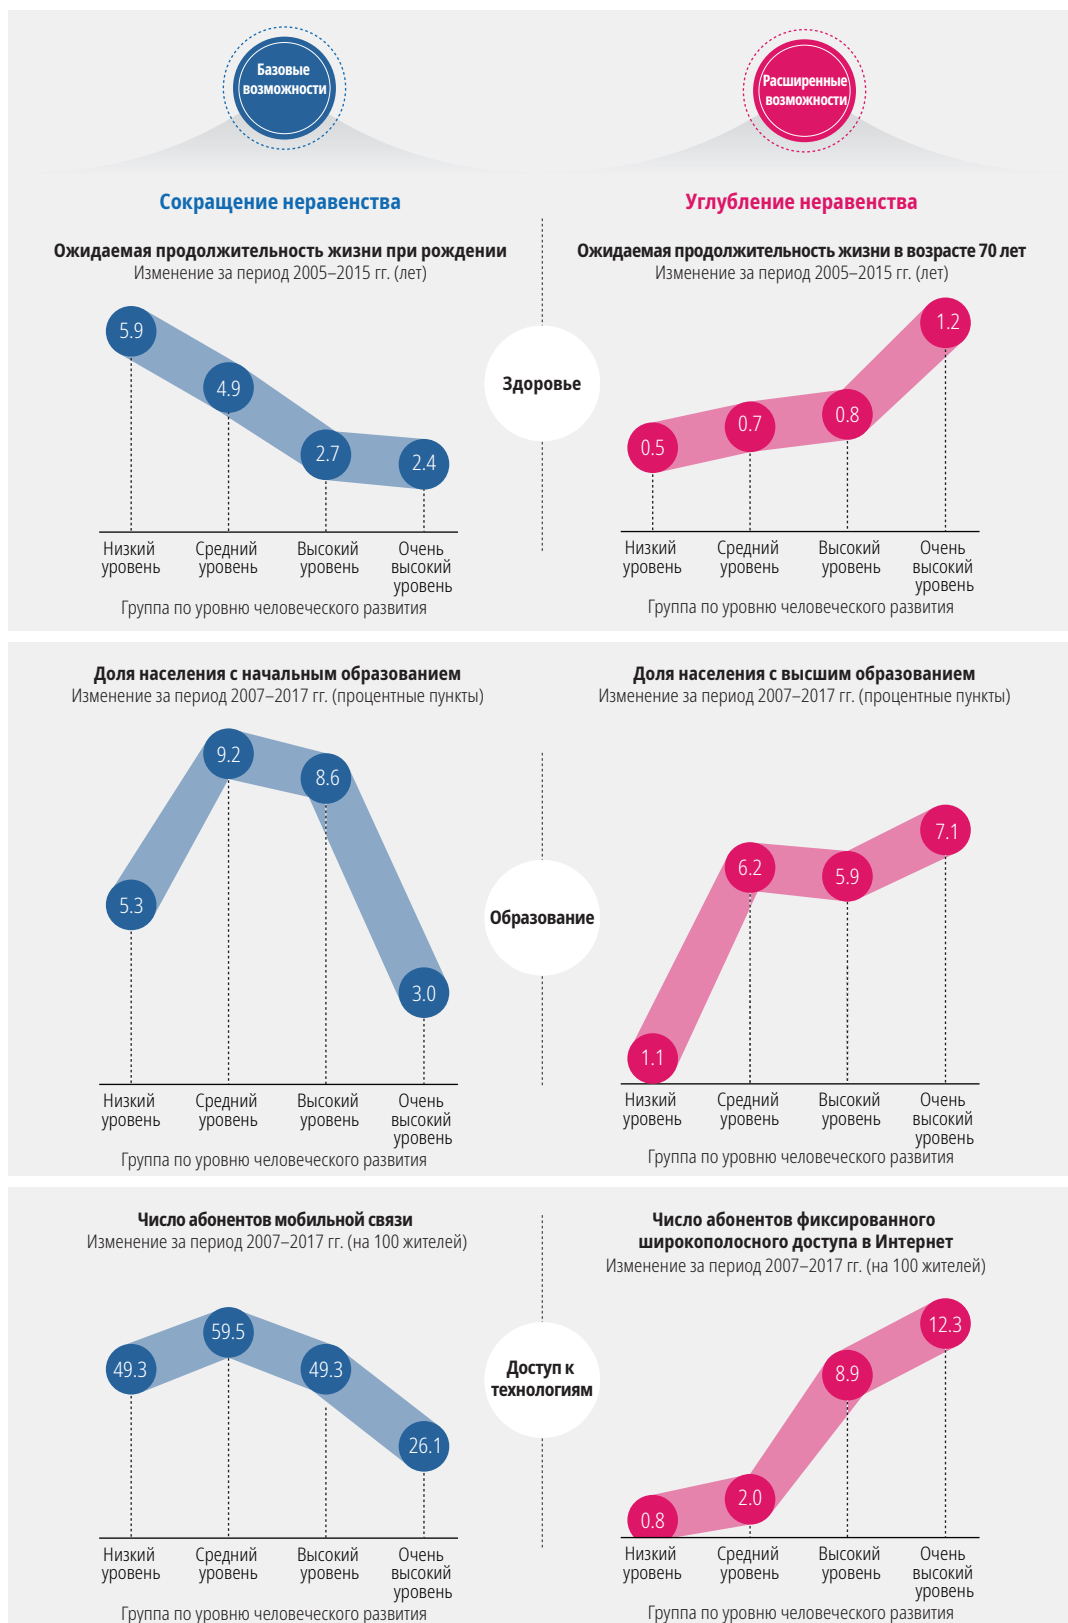 Базовые
возможности
Расширенные
возможности
Сокращение неравенства
Углубление неравенства
Ожидаемая продолжительность жизни при рождении
Изменение за период 2005–2015 гг. (лет)
5.9
4.9
2.7
2.4
Низкий
уровень
Средний
уровень
Высокий
уровень
Очень
высокий
уровень
Группа по уровню человеческого развития
Здоровье
Ожидаемая продолжительность жизни в возрасте 70 лет
Изменение за период 2005–2015 гг. (лет)
0.5
0.7
0.8
1.2
Низкий
уровень
Средний
уровень
Высокий
уровень
Очень
высокий
уровень
Группа по уровню человеческого развития
Доля населения с начальным образованием
Изменение за период 2007–2017 гг. (процентные пункты)
5.3
9.2
8.6
3.0
Низкий
уровень
Средний
уровень
Высокий
уровень
Очень
высокий
уровень
Группа по уровню человеческого развития
Образование
Доля населения с высшим образованием
Изменение за период 2007–2017 гг. (процентные пункты)
1.1
6.2
5.9
7.1
Низкий
уровень
Средний
уровень
Высокий
уровень
Очень
высокий
уровень
Группа по уровню человеческого развития
Число абонентов мобильной связи
Изменение за период 2007–2017 гг. (на 100 жителей)
49.3
59.5
49.3
26.1
Низкий
уровень
Средний
уровень
Высокий
уровень
Очень
высокий
уровень
Группа по уровню человеческого развития
Доступ к
технологиям
Число абонентов фиксированного
широкополосного доступа в Интернет
Изменение за период 2007–2017 гг. (на 100 жителей)
0.8
2.0
8.9
12.3
Низкий
уровень
Средний
уровень
Высокий
уровень
Очень
высокий
уровень
Группа по уровню человеческого развития